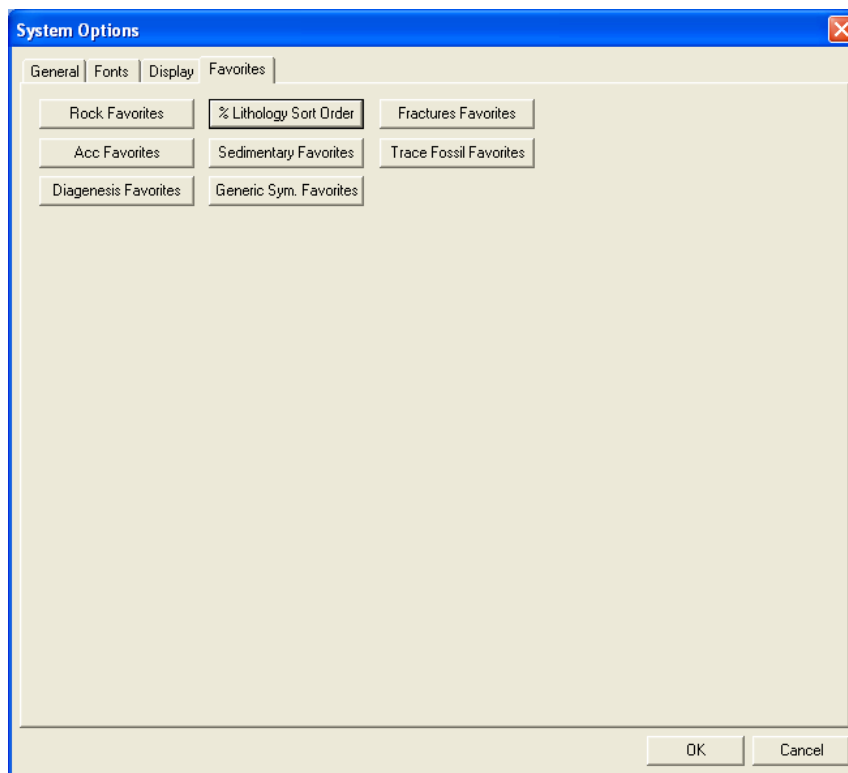 System Options
General Fonts Display Favorites
Rock Favorites % Lithology Sort Order Fractures Favorites
Acc Favorites Sedimentary Favorites Trace Fossil Favorites
Diagenesis Favorites Generic Sym. Favorites
OK Cancel